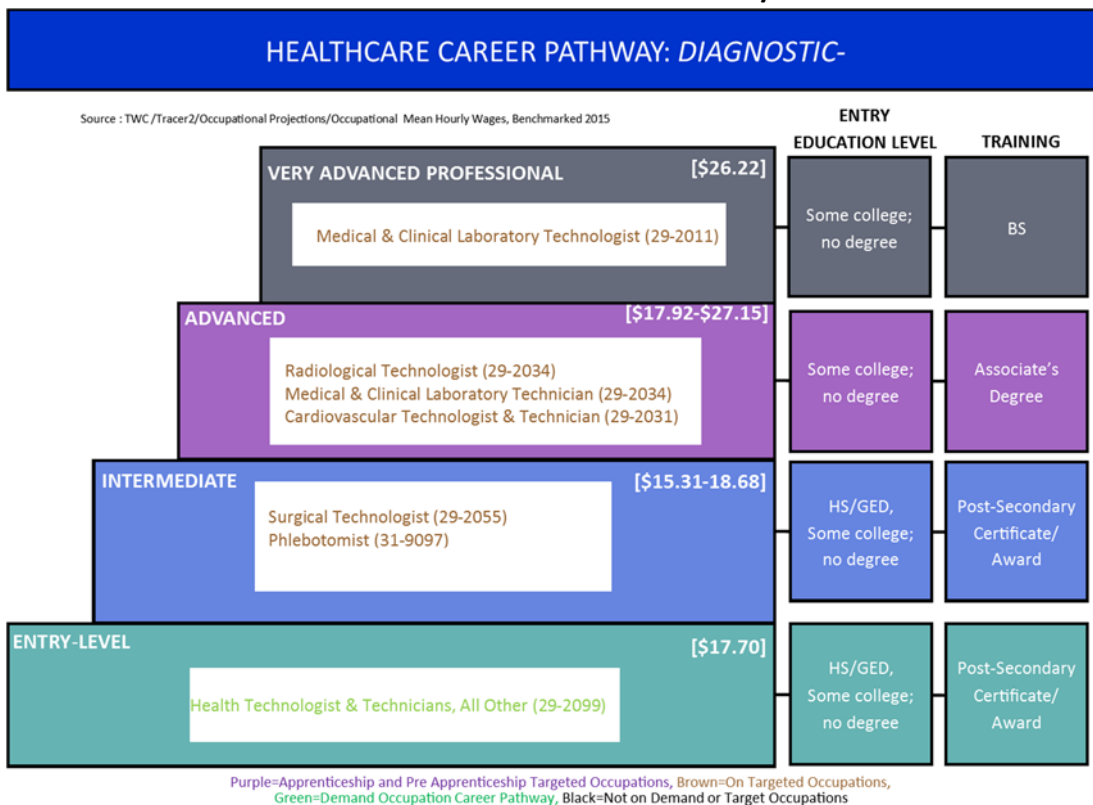 HEALTHCARE CAREER PATHWAY: DIAGNOSTIC-
Source : TWC /Tracer2/Occupational Projections/Occupational Mean Hourly Wages, Benchmarked 2015
ENTRY
EDUCATION LEVEL
TRAINING
VERY ADVANCED PROFESSIONAL
[$26.22]
Medical & Clinical Laboratory Technologist (29-2011)
Some college;
no degree
BS
ADVANCED
[$17.92-$27.15]
Radiological Technologist (29-2034)
Medical & Clinical Laboratory Technician (29-2034)
Cardiovascular Technologist & Technician (29-2031)
Some college;
no degree
Associate's
Degree
INTERMEDIATE
[$15.31-18.68]
Surgical Technologist (29-2055)
Phlebotomist (31-9097)
HS/GED,
Some college;
no degree
Post-Secondary
Certificate/
Award
ENTRY-LEVEL
[$17.70]
Health Technologist & Technicians, All Other (29-2099)
HS/GED,
Some college;
no degree
Post-Secondary
Certificate/
Award
Purple=Apprenticeship and Pre Apprenticeship Targeted Occupations, Brown=On Targeted Occupations,
Green=Demand Occupation Career Pathway, Black=Not on Demand or Target Occupations